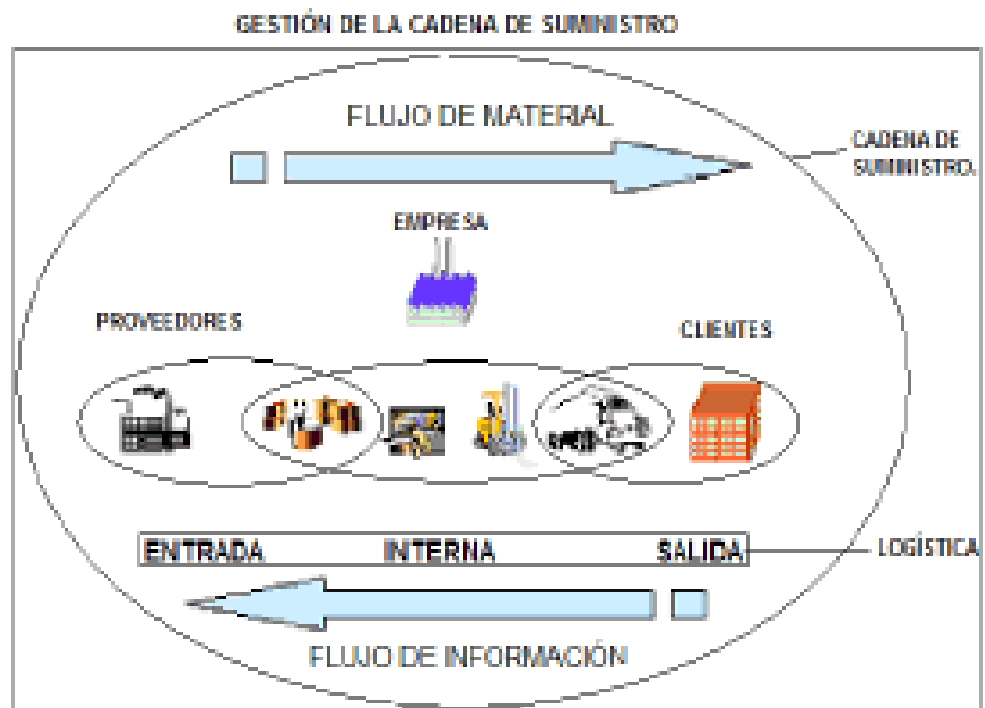 GESTIÓN DE LA CADENA DE SUMINISTRO
FLUJO DE MATERIAL
CADENA DE
SUMINISTRO.
EMPRESA
PROVEEDORES
CLIENTES
ENTRADA INTERNA SALIDA
LOGÍSTICA
FLUJO DE INFORMACIÓN